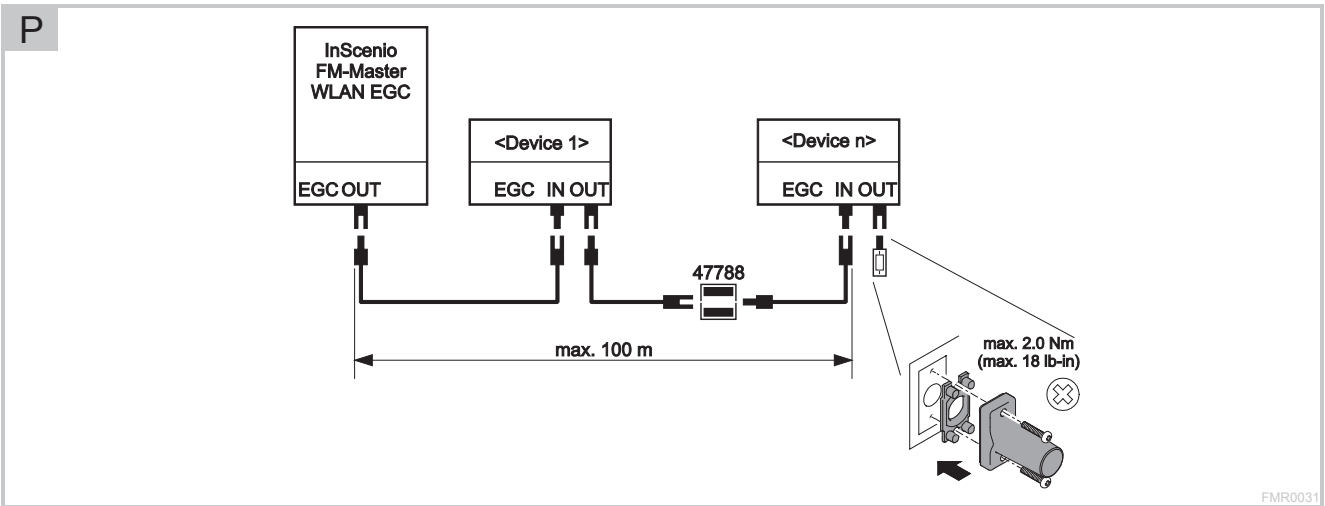 P
InScenio
FM-Master
WLAN EGC
EGC OUT
<Device 1>
EGC IN OUT
<Device n>
EGC IN OUT
47788
max. 100 m
max. 2.0 Nm
(max. 18 lb-in)
FMR0031